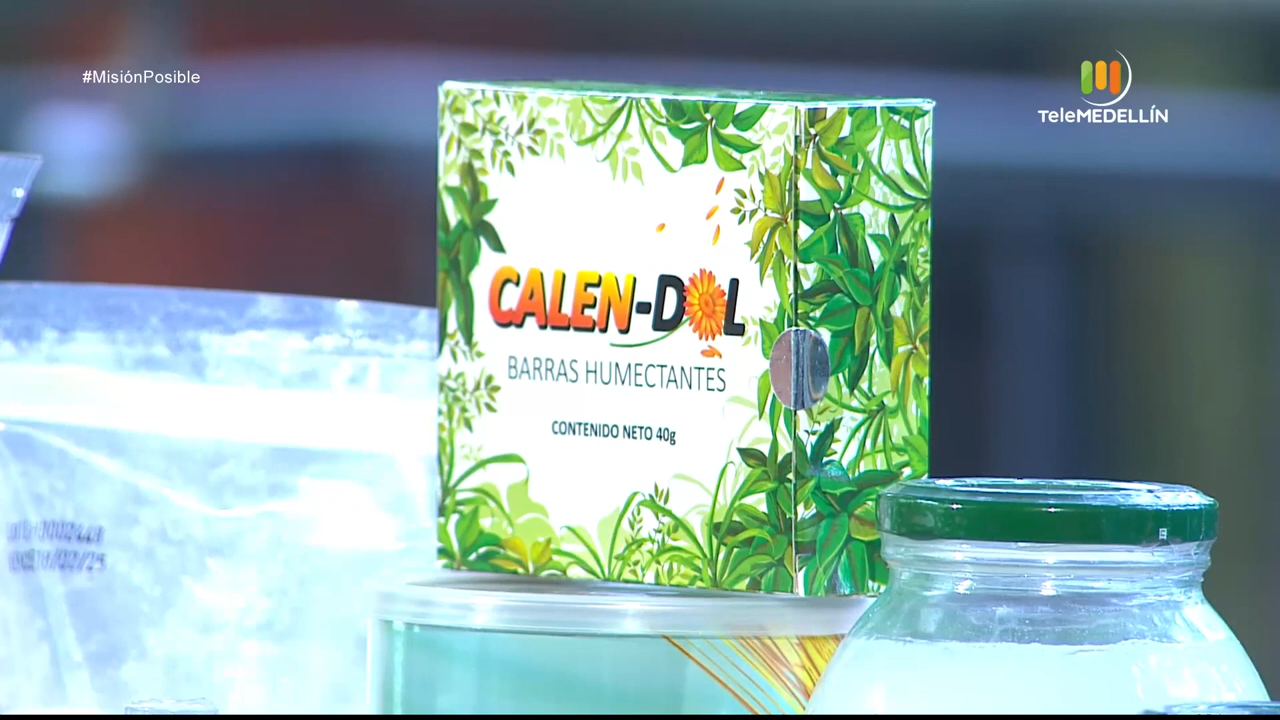 #MisiónPosible
TeleMEDELLÍN
CALEN-DOL
BARRAS HUMECTANTES
CONTENIDO NETO 40g